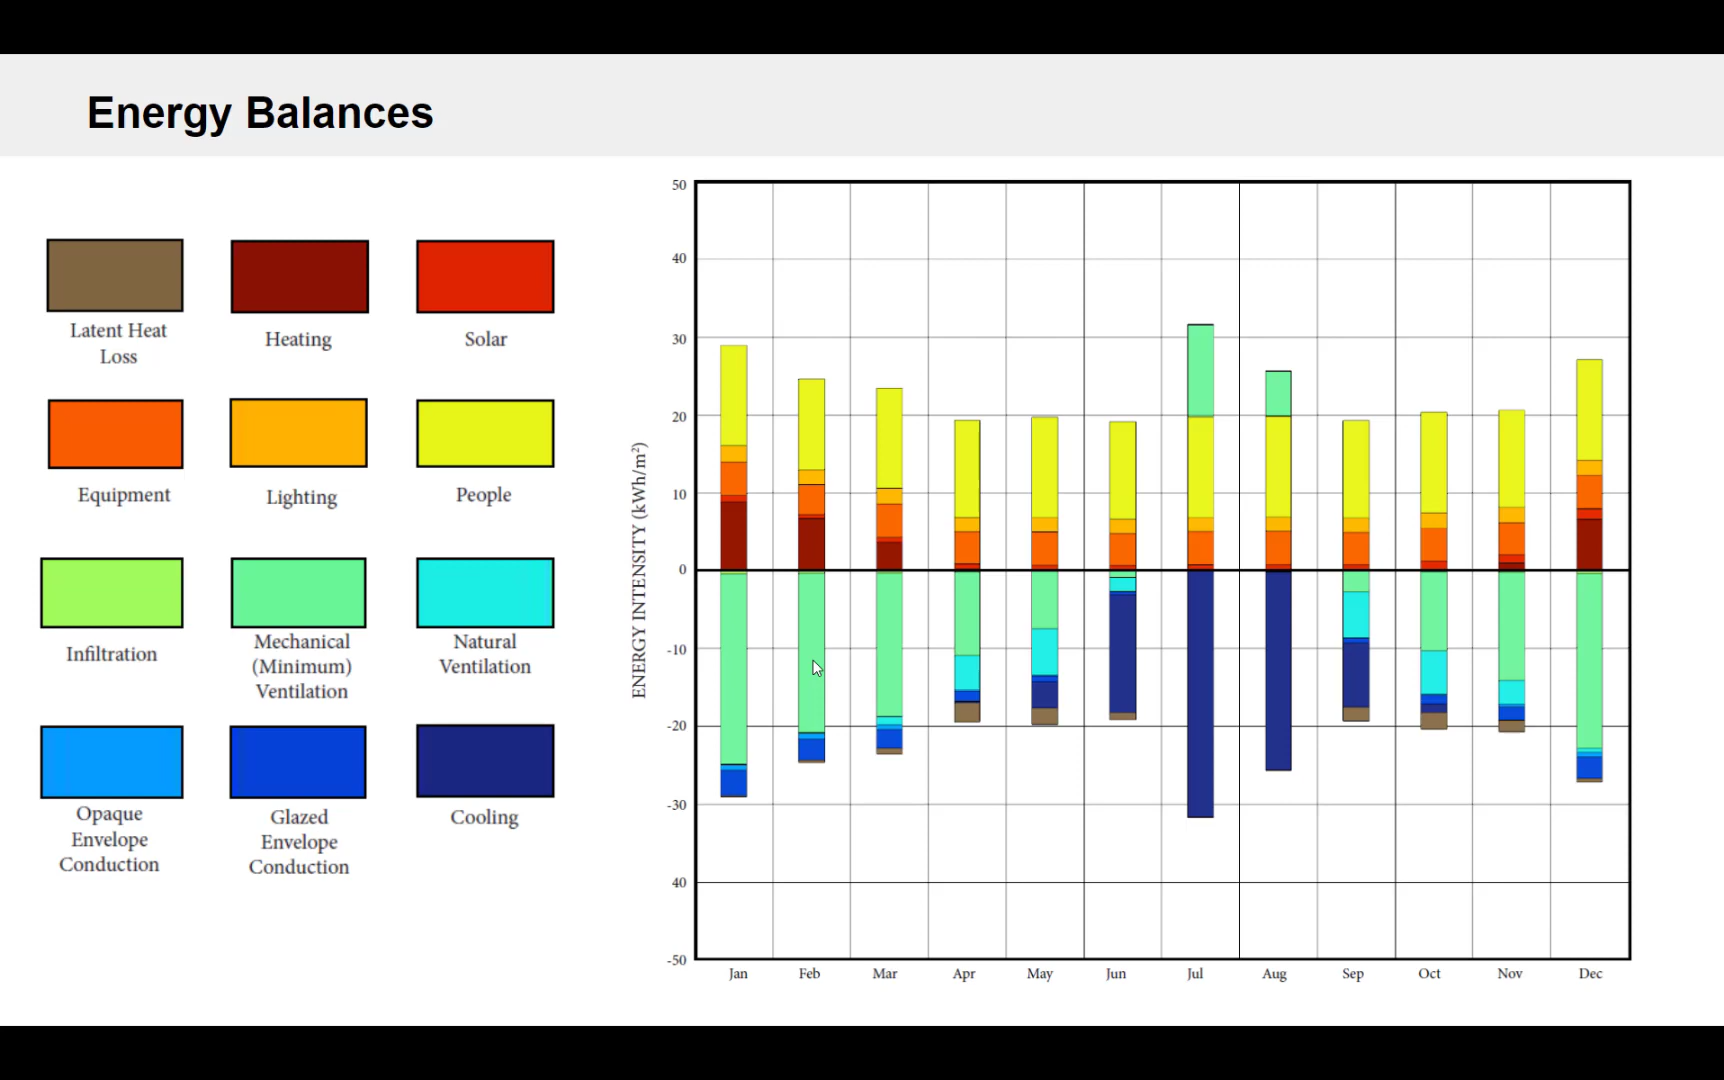 Energy Balances
Latent Heat
Loss
Heating
Solar
Equipment
Lighting
People
Infiltration
Mechanical
(Minimum)
Ventilation
Natural
Ventilation
Opaque
Envelope
Conduction
Glazed
Envelope
Conduction
Cooling
ENERGY INTENSITY (kWh/m²)
50
40
30
20
10
0
-10
-20
-30
40
-50
Jan Feb Mar Apr May Jun Jul Aug Sep Oct Nov Dec